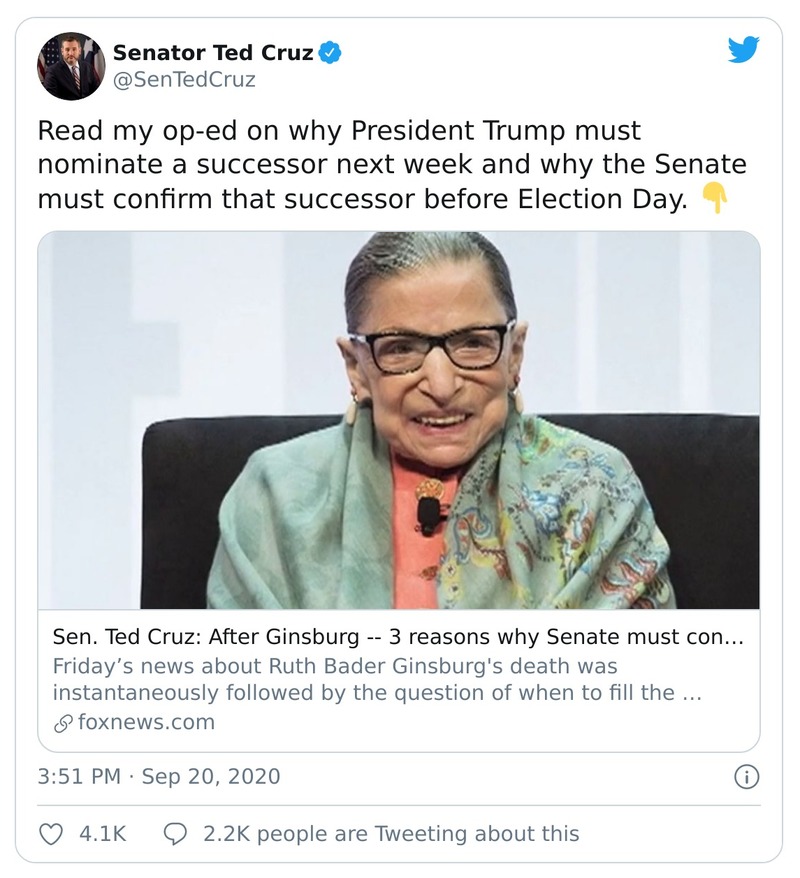 Senator Ted Cruz
@SenTedCruz
Read my op-ed on why President Trump must
nominate a successor next week and why the Senate
must confirm that successor before Election Day. 👇
Sen. Ted Cruz: After Ginsburg -- 3 reasons why Senate must con...
Friday’s news about Ruth Bader Ginsburg's death was
instantaneously followed by the question of when to fill the ...
foxnews.com
3:51 PM · Sep 20, 2020
4.1K 2.2K people are Tweeting about this